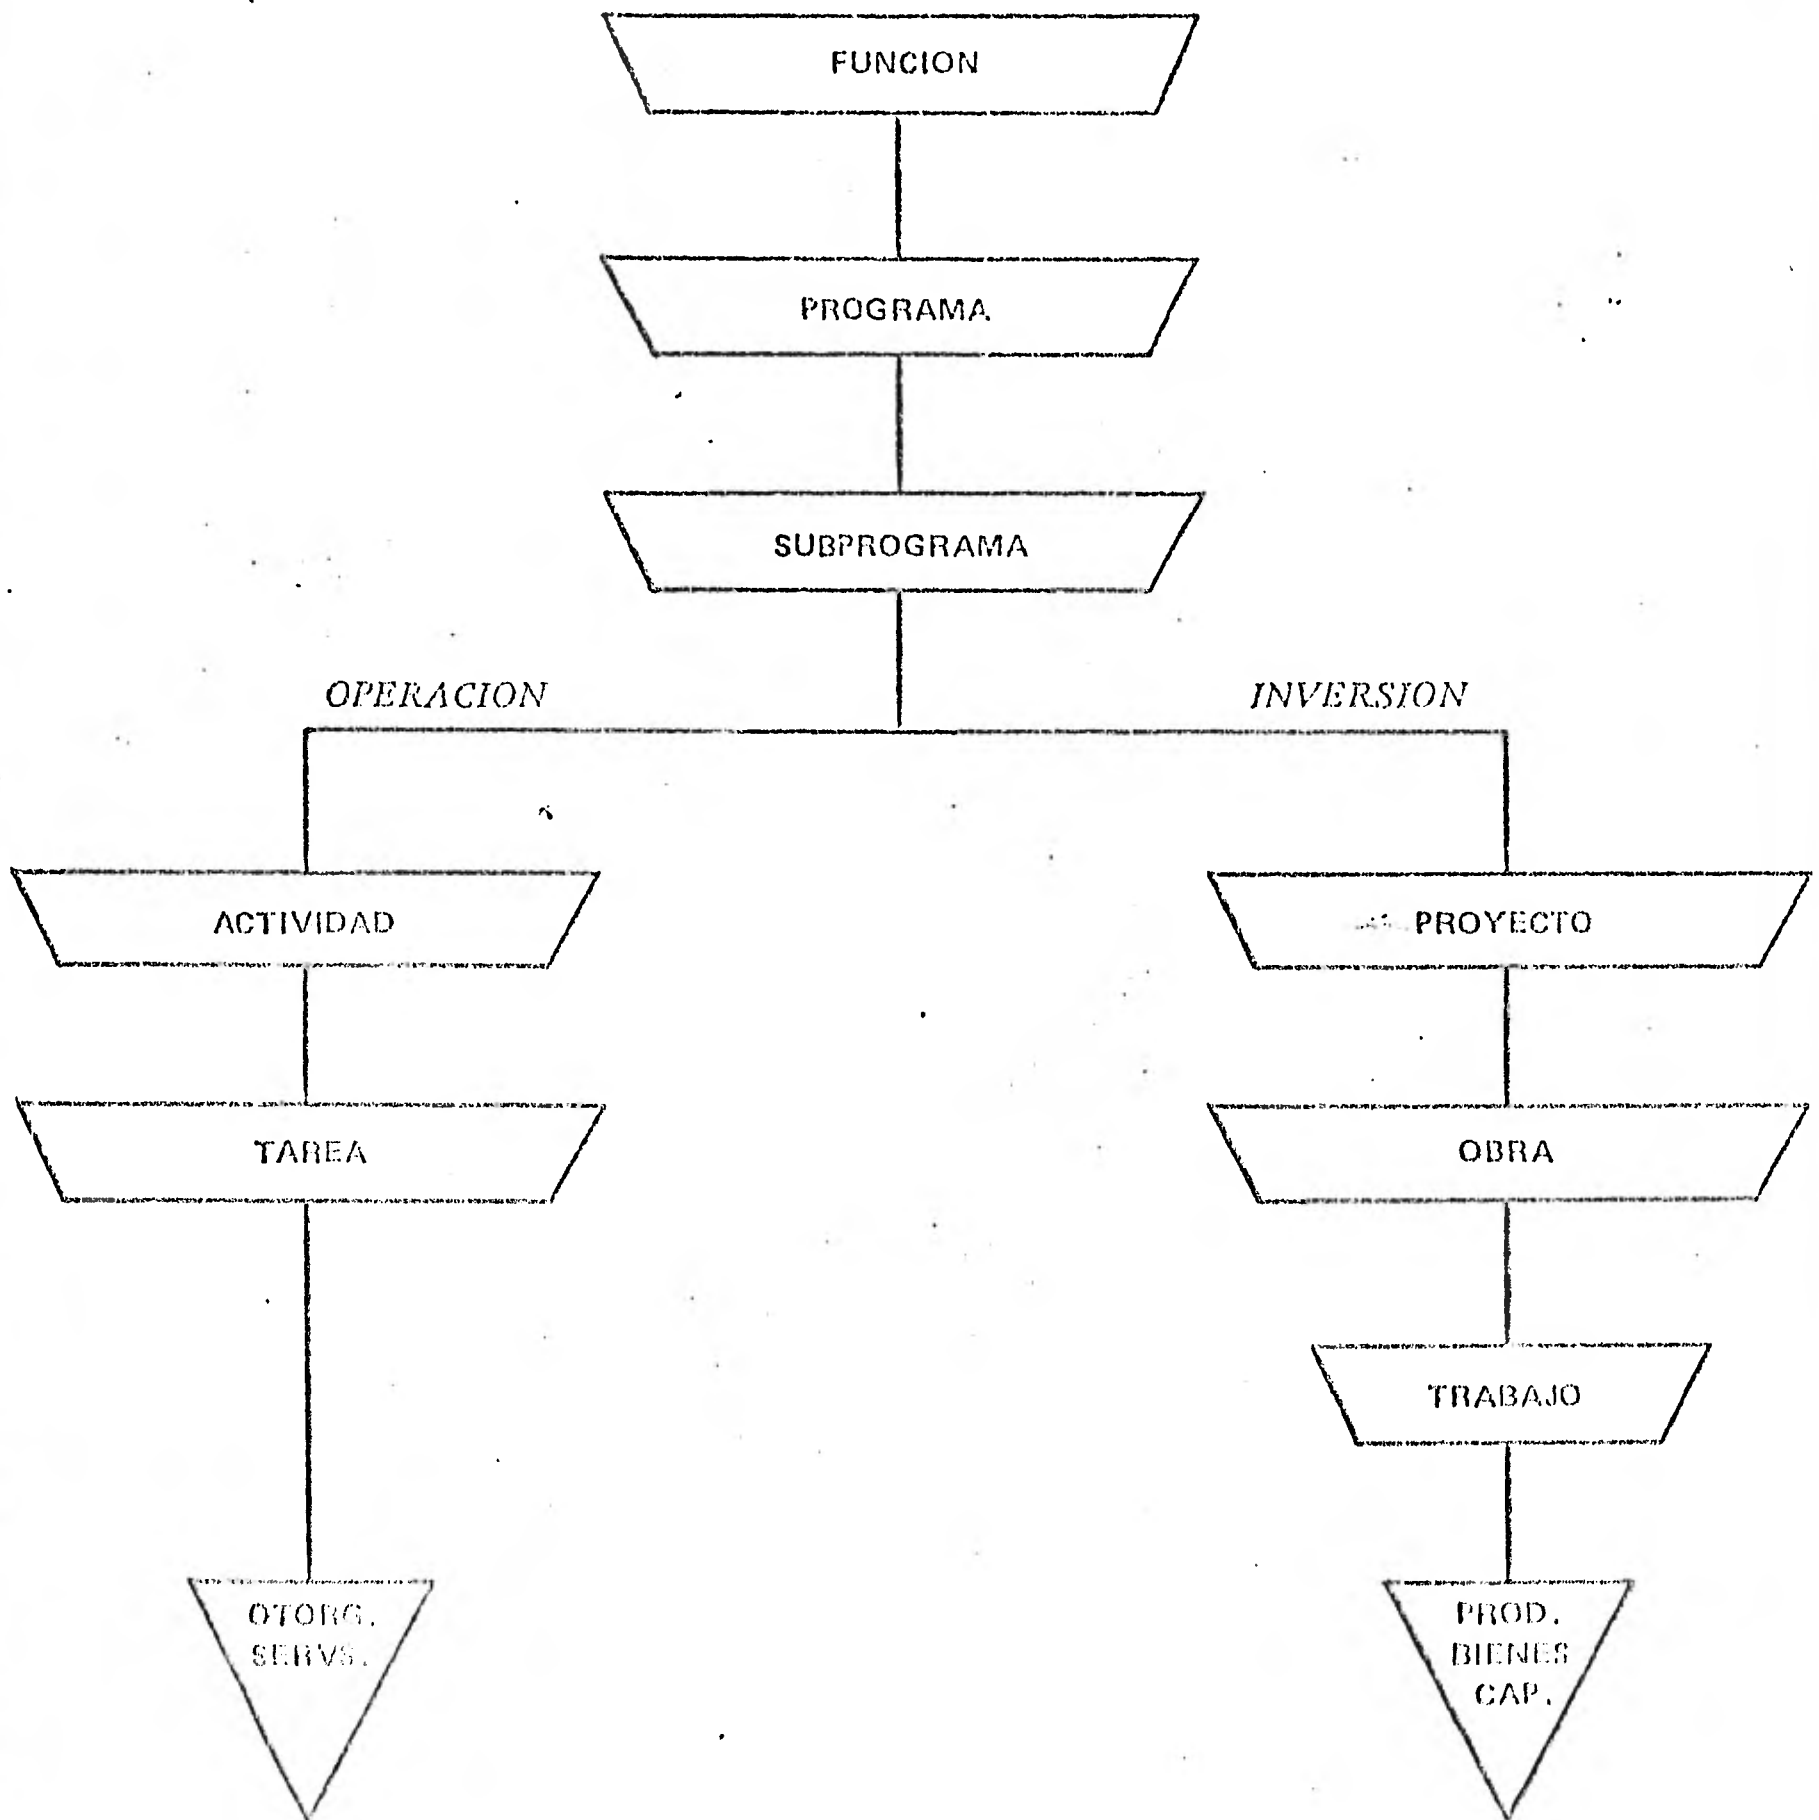 FUNCION
PROGRAMA
SUBPROGRAMA
OPERACION
INVERSION
ACTIVIDAD
PROYECTO
TAREA
OBRA
TRABAJO
OTORG.
SERVS.
PROD.
BIENES
CAP.